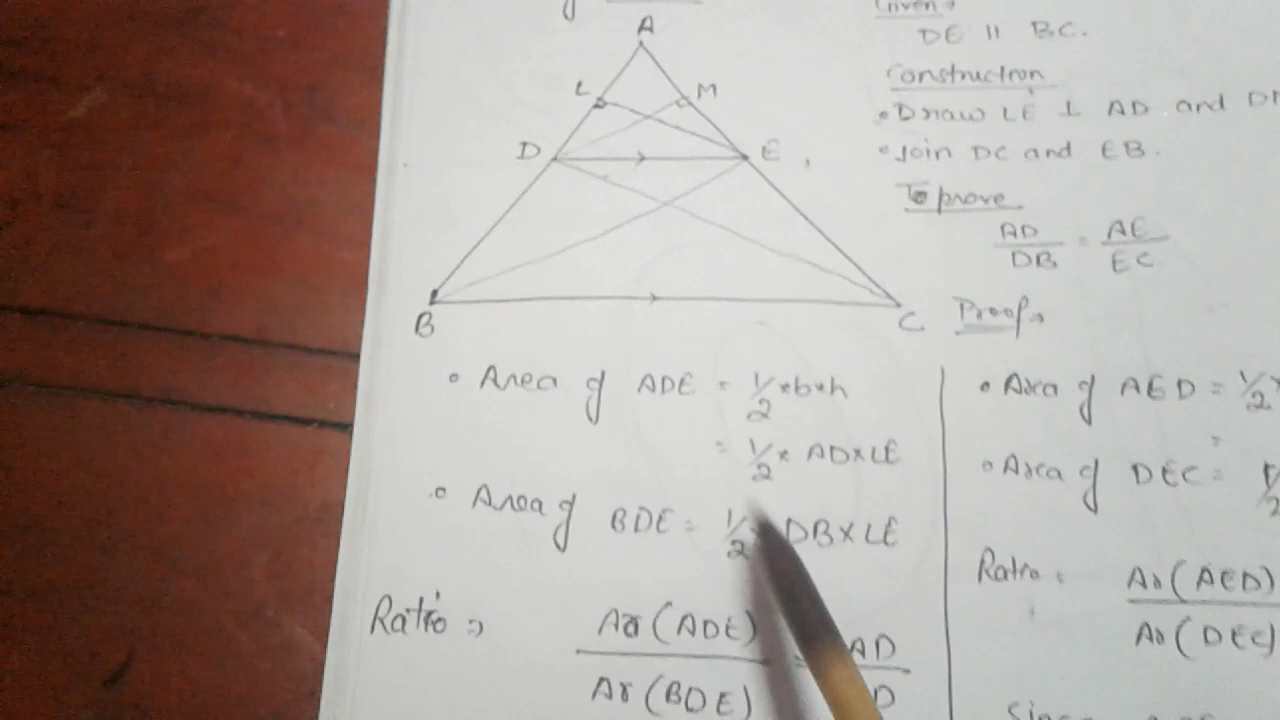 Given →
DE || BC.
Construction
• Draw LE ⊥ AD and
• Join DC and EB.
To prove
AD/DB = AE/EC
A
L
M
D
E
B
C
Proof →
• Area of ADE = 1/2 × b × h
= 1/2 × AD × LE
• Area of BDE = 1/2 × DB × LE
Ratio ⇒ Ar(ADE)/Ar(BDE) = AD
• Area of AED = 1/2
• Area of DEC = 1/2
Ratio = Ar(AED)/Ar(DEC)